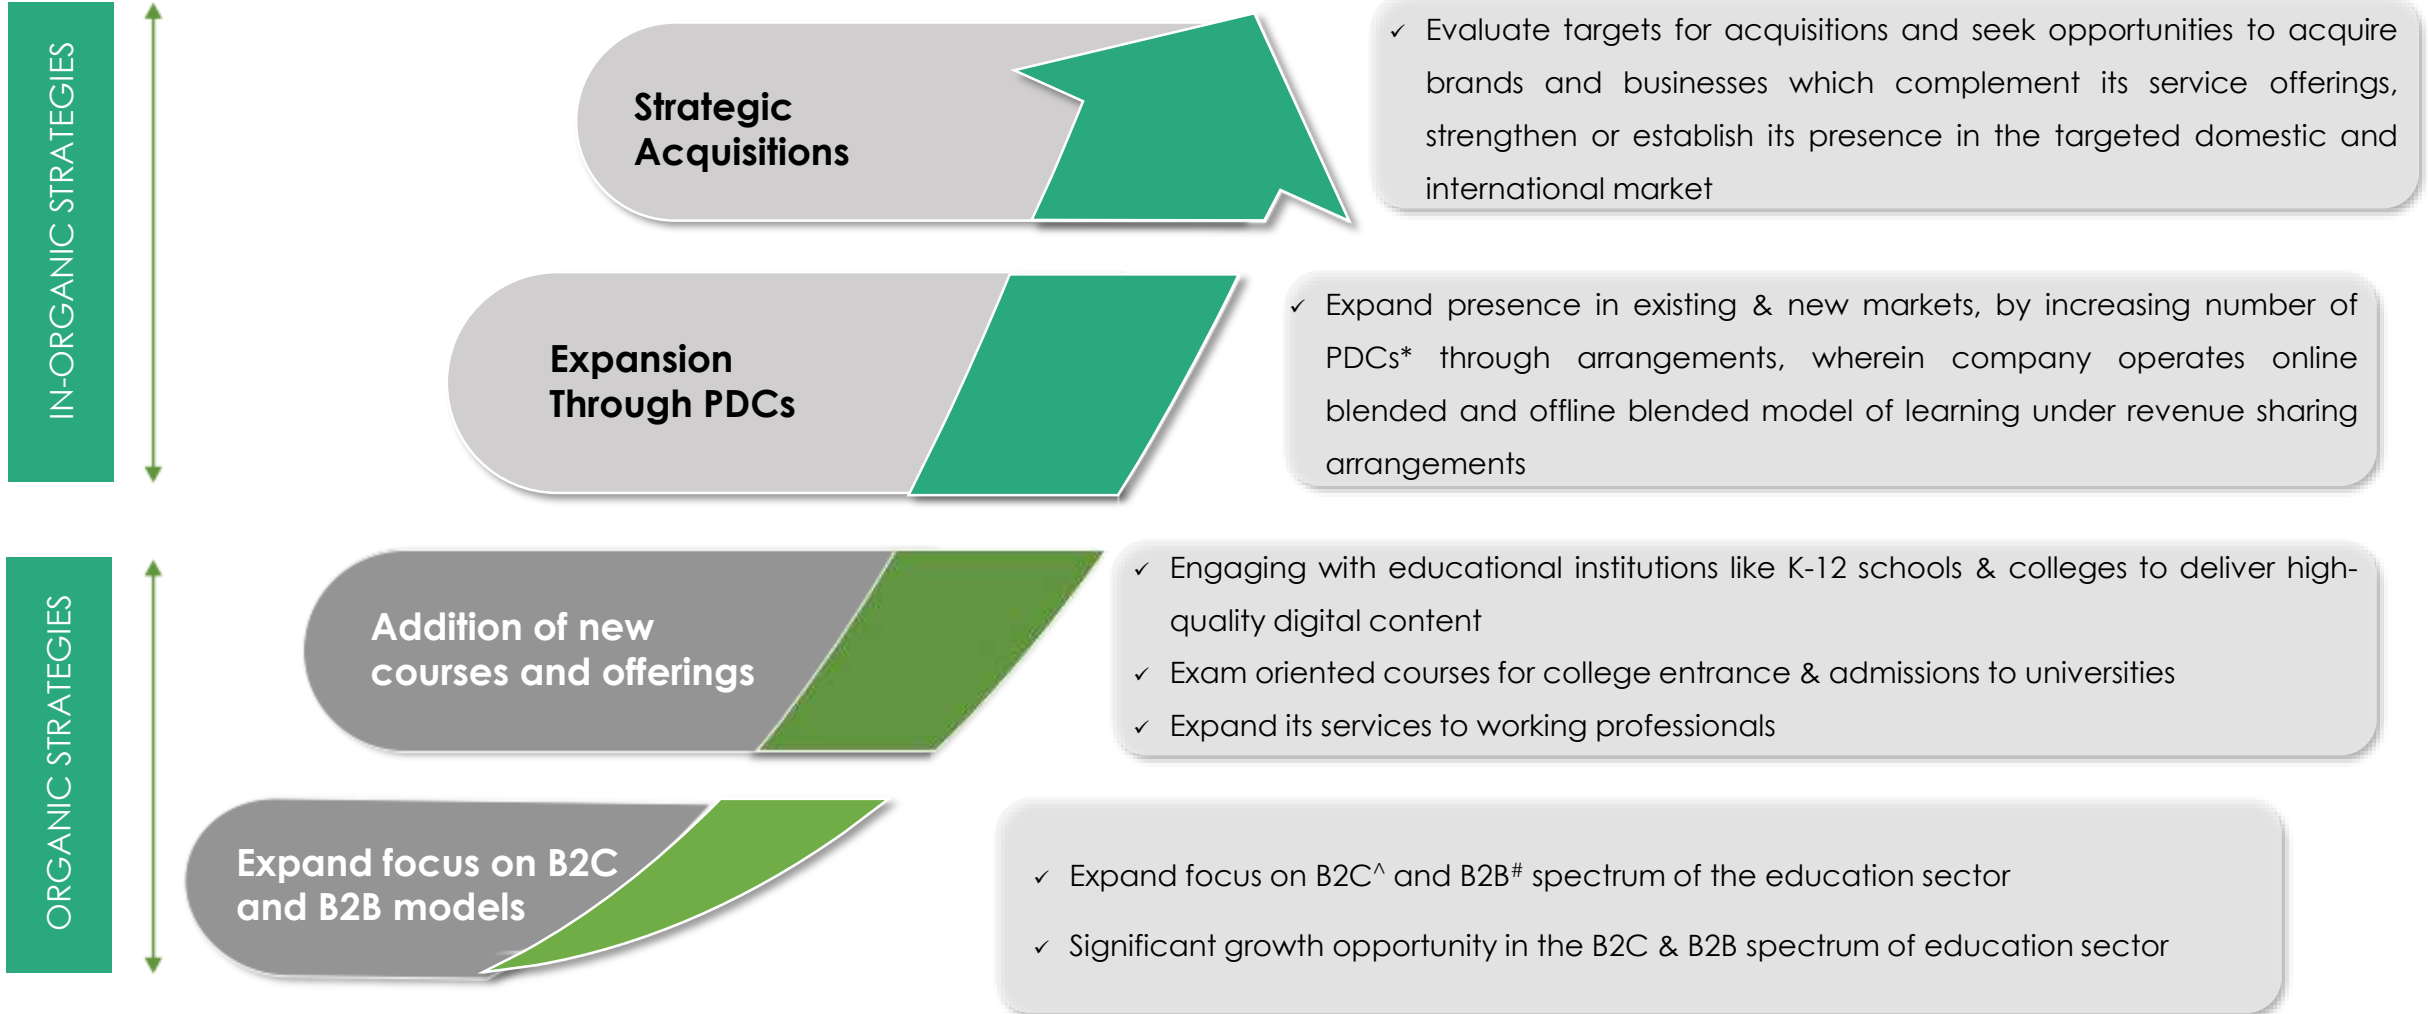 IN-ORGANIC STRATEGIES
Strategic
Acquisitions
✓ Evaluate targets for acquisitions and seek opportunities to acquire
brands and businesses which complement its service offerings,
strengthen or establish its presence in the targeted domestic and
international market
Expansion
Through PDCs
✓ Expand presence in existing & new markets, by increasing number of
PDCs* through arrangements, wherein company operates online
blended and offline blended model of learning under revenue sharing
arrangements
ORGANIC STRATEGIES
Addition of new
courses and offerings
✓ Engaging with educational institutions like K-12 schools & colleges to deliver high-
quality digital content
✓ Exam oriented courses for college entrance & admissions to universities
✓ Expand its services to working professionals
Expand focus on B2C
and B2B models
✓ Expand focus on B2C^ and B2B# spectrum of the education sector
✓ Significant growth opportunity in the B2C & B2B spectrum of education sector